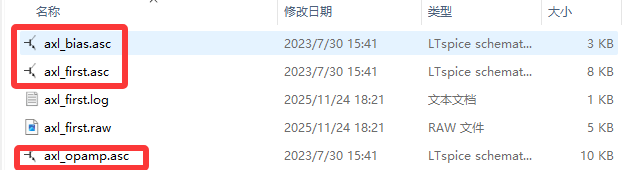 名称 修改日期 类型 大小
axl_bias.asc 2023/7/30 15:41 LTspice schemat... 3 KB
axl_first.asc 2023/7/30 15:41 LTspice schemat... 8 KB
axl_first.log 2025/11/24 18:21 文本文档 1 KB
axl_first.raw 2025/11/24 18:21 RAW 文件 5 KB
axl_opamp.asc 2023/7/30 15:41 LTspice schemat... 10 KB